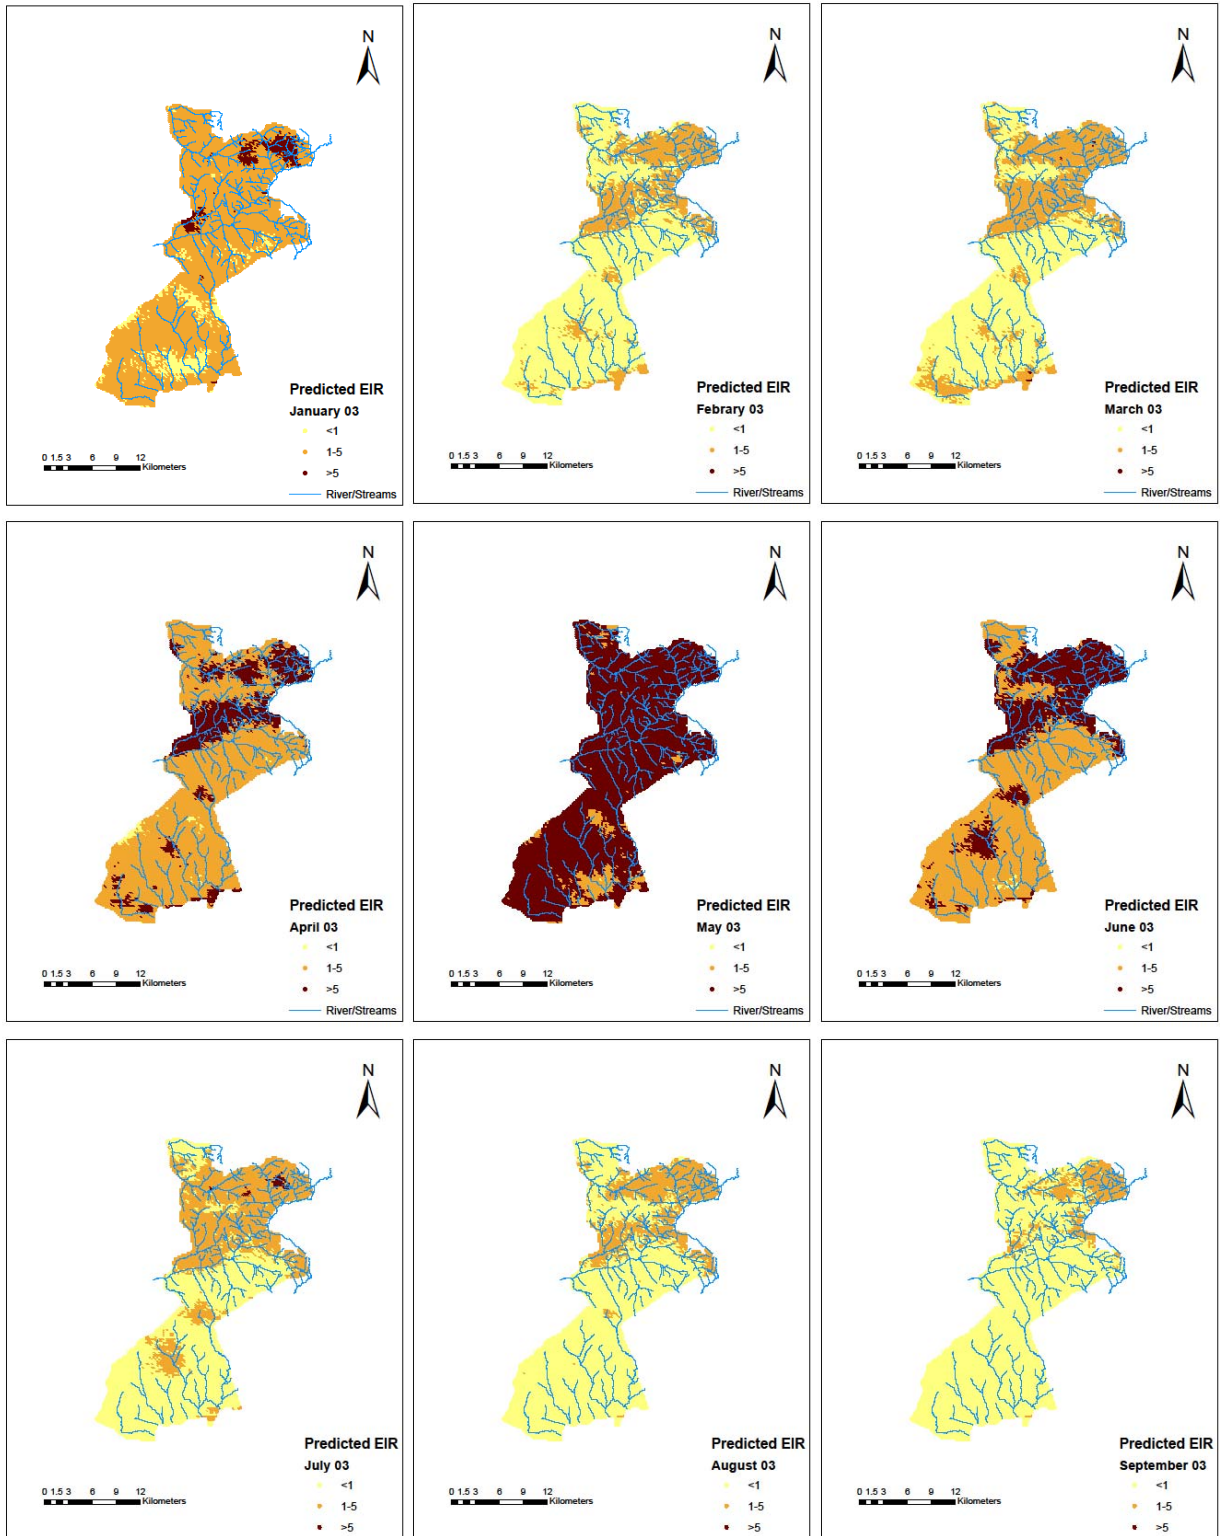 N
Predicted EIR
January 03
<1
1-5
>5
River/Streams
0 1.5 3 6 9 12
Kilometers
N
Predicted EIR
Febrary 03
<1
1-5
>5
River/Streams
0 1.5 3 6 9 12
Kilometers
N
Predicted EIR
March 03
<1
1-5
>5
River/Streams
0 1.5 3 6 9 12
Kilometers
N
Predicted EIR
April 03
<1
1-5
>5
River/Streams
0 1.5 3 6 9 12
Kilometers
N
Predicted EIR
May 03
<1
1-5
>5
River/Streams
0 1.5 3 6 9 12
Kilometers
N
Predicted EIR
June 03
<1
1-5
>5
River/Streams
0 1.5 3 6 9 12
Kilometers
N
Predicted EIR
July 03
<1
1-5
>5
0 1.5 3 6 9 12
Kilometers
N
Predicted EIR
August 03
<1
1-5
>5
0 1.5 3 6 9 12
Kilometers
N
Predicted EIR
September 03
<1
1-5
>5
0 1.5 3 6 9 12
Kilometers